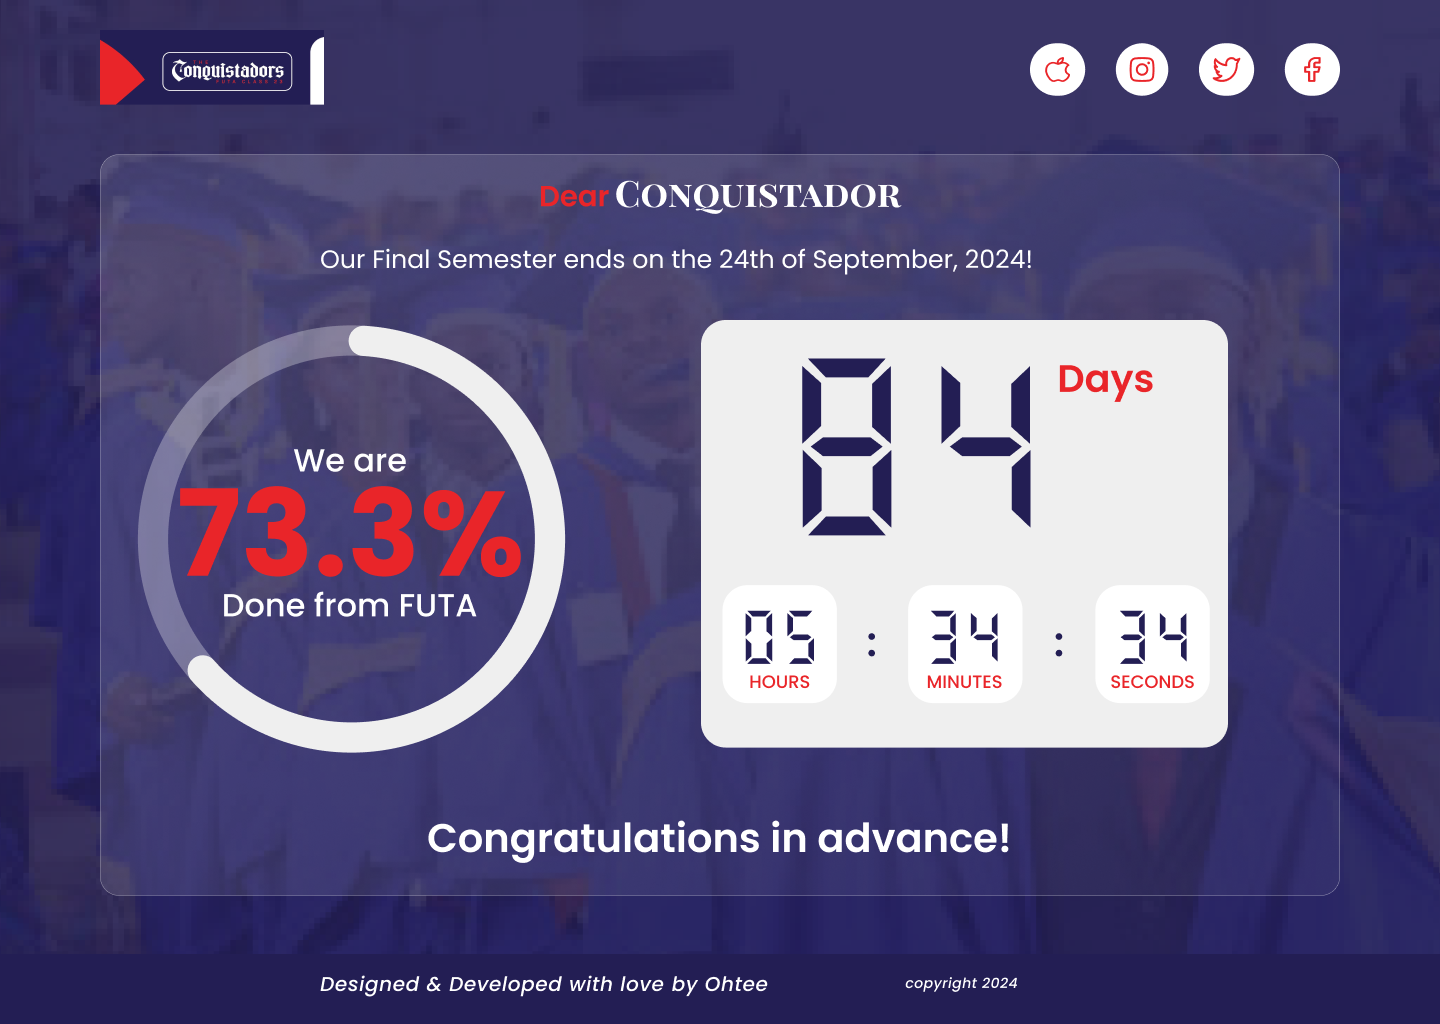 THE
Conquistadors
Dear CONQUISTADOR
Our Final Semester ends on the 24th of September, 2024!
We are
73.3%
Done from FUTA
84 Days
05 : 34 : 34
HOURS MINUTES SECONDS
Congratulations in advance!
Designed & Developed with love by Ohtee
copyright 2024